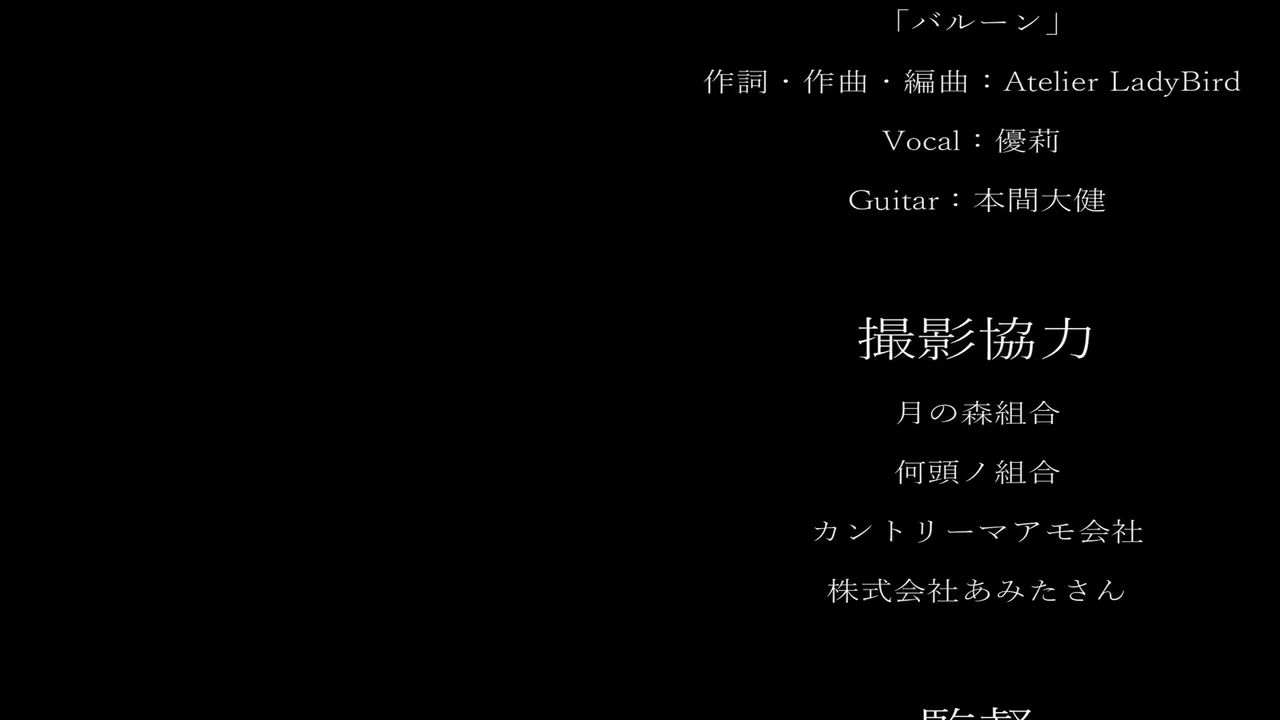 「バルーン」
作詞・作曲・編曲：Atelier LadyBird
Vocal：優莉
Guitar：本間大健
撮影協力
月の森組合
何頭ノ組合
カントリーマアモ会社
株式会社あみたさん
監督